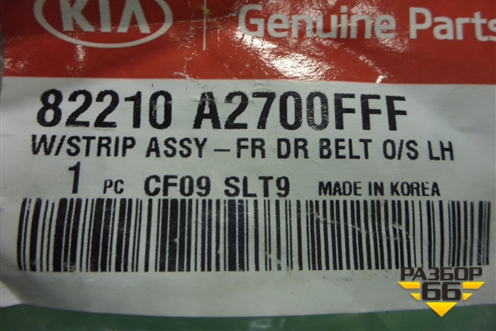 KIA Genuine Parts
82210 A2700FFF
W/STRIP ASSY-FR DR BELT O/S LH
1 PC CF09 SLT9 MADE IN KOREA
РАЗБОР
66